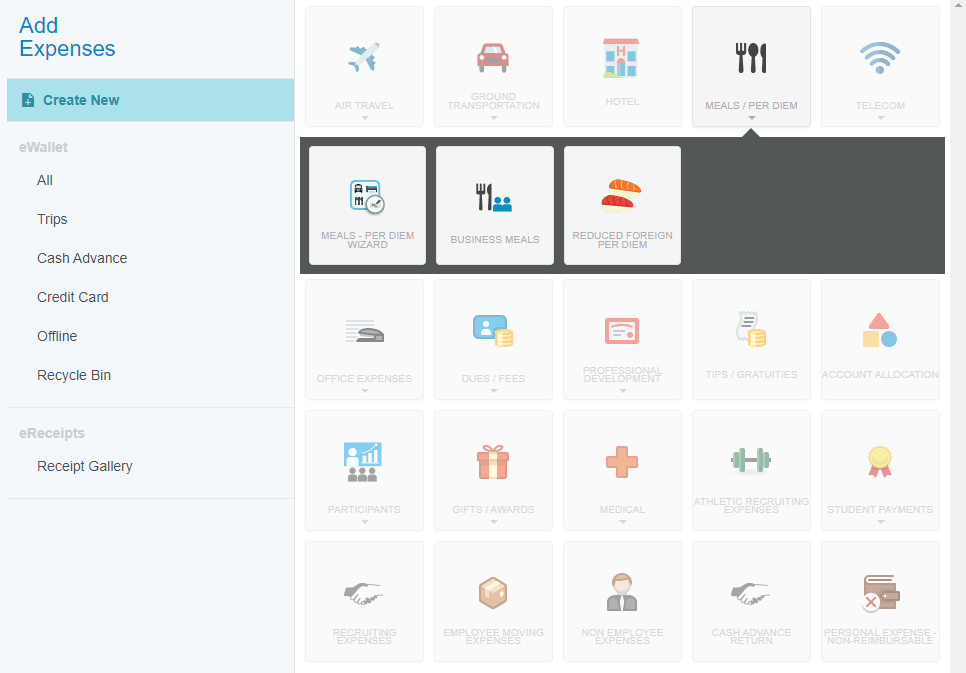 Add
Expenses
Create New
eWallet
All
Trips
Cash Advance
Credit Card
Offline
Recycle Bin
eReceipts
Receipt Gallery
AIR TRAVEL
GROUND
TRANSPORTATION
H
HOTEL
MEALS / PER DIEM
TELECOM
MEALS - PER DIEM
WIZARD
BUSINESS MEALS
REDUCED FOREIGN
PER DIEM
OFFICE EXPENSES
DUES / FEES
PROFESSIONAL
DEVELOPMENT
TIPS / GRATUITIES
ACCOUNT ALLOCATION
PARTICIPANTS
GIFTS / AWARDS
MEDICAL
ATHLETIC RECRUITING
EXPENSES
STUDENT PAYMENTS
RECRUITING
EXPENSES
EMPLOYEE MOVING
EXPENSES
NON EMPLOYEE
EXPENSES
CASH ADVANCE
RETURN
PERSONAL EXPENSE -
NON-REIMBURSABLE